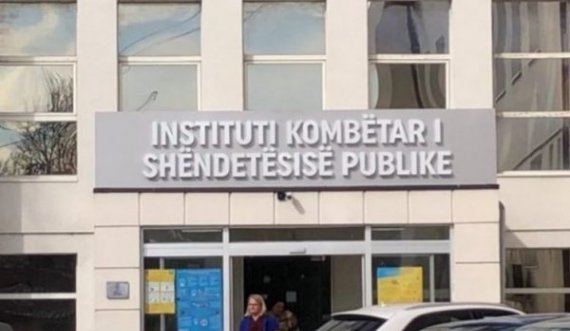 INSTITUTI KOMBËTAR I
SHËNDETËSISË PUBLIKE